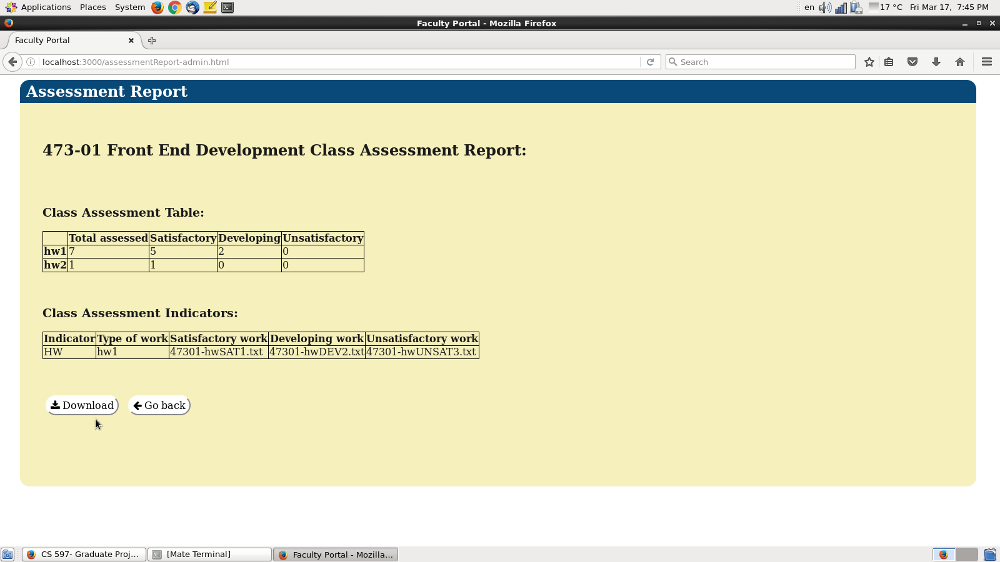 Applications Places System en 17 °C Fri Mar 17, 7:45 PM
Faculty Portal - Mozilla Firefox
Faculty Portal
localhost:3000/assessmentReport-admin.html Search
Assessment Report
473-01 Front End Development Class Assessment Report:
Class Assessment Table:
Total assessed Satisfactory Developing Unsatisfactory
hw1 7 5 2 0
hw2 1 1 0 0
Class Assessment Indicators:
Indicator Type of work Satisfactory work Developing work Unsatisfactory work
HW hw1 47301-hwSAT1.txt 47301-hwDEV2.txt 47301-hwUNSAT3.txt
Download Go back
CS 597- Graduate Proj... [Mate Terminal] Faculty Portal - Mozilla...